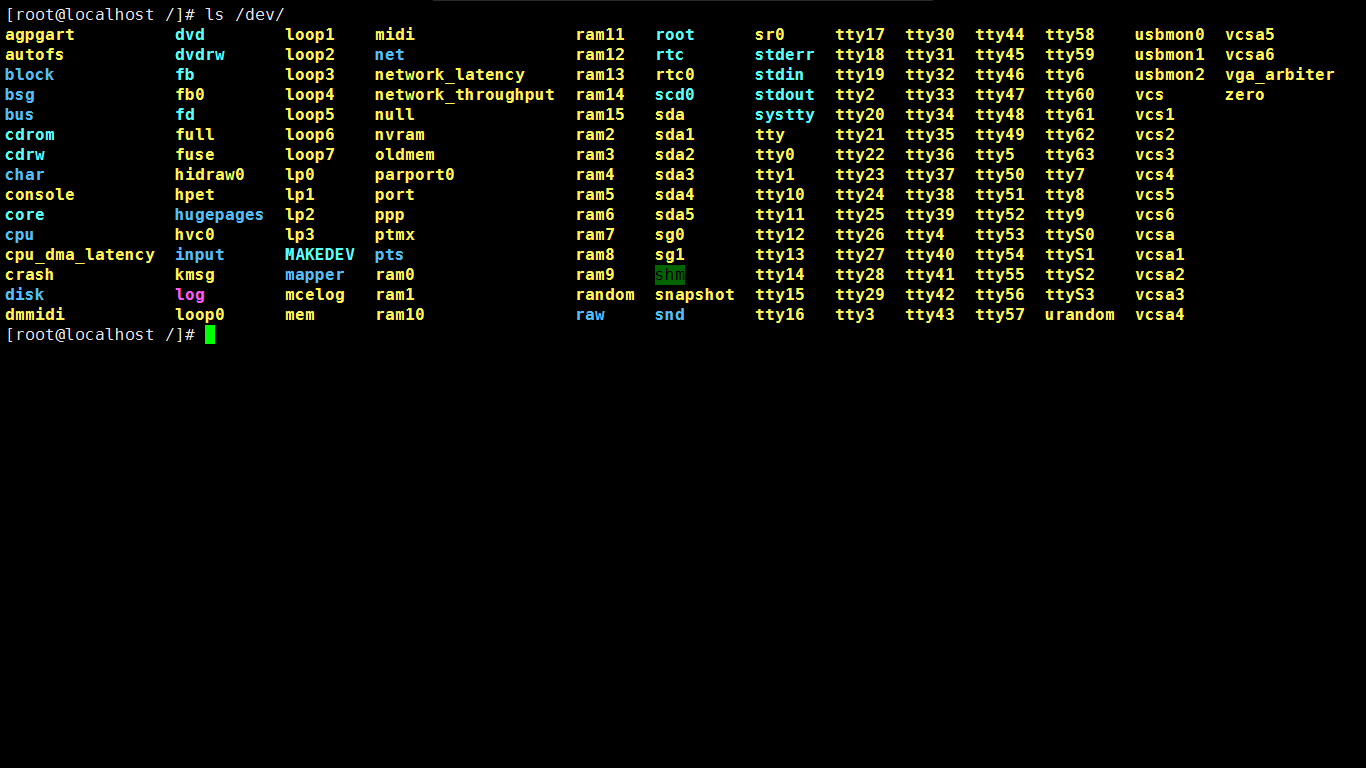 [root@localhost /]# ls /dev/
agpgart dvd loop1 midi ram11 root sr0 tty17 tty30 tty44 tty58 usbmon0 vcsa5
autofs dvdrw loop2 net ram12 rtc stderr tty18 tty31 tty45 tty59 usbmon1 vcsa6
block fb loop3 network_latency ram13 rtc0 stdin tty19 tty32 tty46 tty6 usbmon2 vga_arbiter
bsg fb0 loop4 network_throughput ram14 scd0 stdout tty2 tty33 tty47 tty60 vcs zero
bus fd loop5 null ram15 sda systty tty20 tty34 tty48 tty61 vcs1
cdrom full loop6 nvram ram2 sda1 tty tty21 tty35 tty49 tty62 vcs2
cdrw fuse loop7 oldmem ram3 sda2 tty0 tty22 tty36 tty5 tty63 vcs3
char hidraw0 lp0 parport0 ram4 sda3 tty1 tty23 tty37 tty50 tty7 vcs4
console hpet lp1 port ram5 sda4 tty10 tty24 tty38 tty51 tty8 vcs5
core hugepages lp2 ppp ram6 sda5 tty11 tty25 tty39 tty52 tty9 vcs6
cpu hvc0 lp3 ptmx ram7 sg0 tty12 tty26 tty4 tty53 ttyS0 vcsa
cpu_dma_latency input MAKEDEV pts ram8 sg1 tty13 tty27 tty40 tty54 ttyS1 vcsa1
crash kmsg mapper ram0 ram9 shm tty14 tty28 tty41 tty55 ttyS2 vcsa2
disk log mcelog ram1 random snapshot tty15 tty29 tty42 tty56 ttyS3 vcsa3
dmmidi loop0 mem ram10 raw snd tty16 tty3 tty43 tty57 urandom vcsa4
[root@localhost /]#